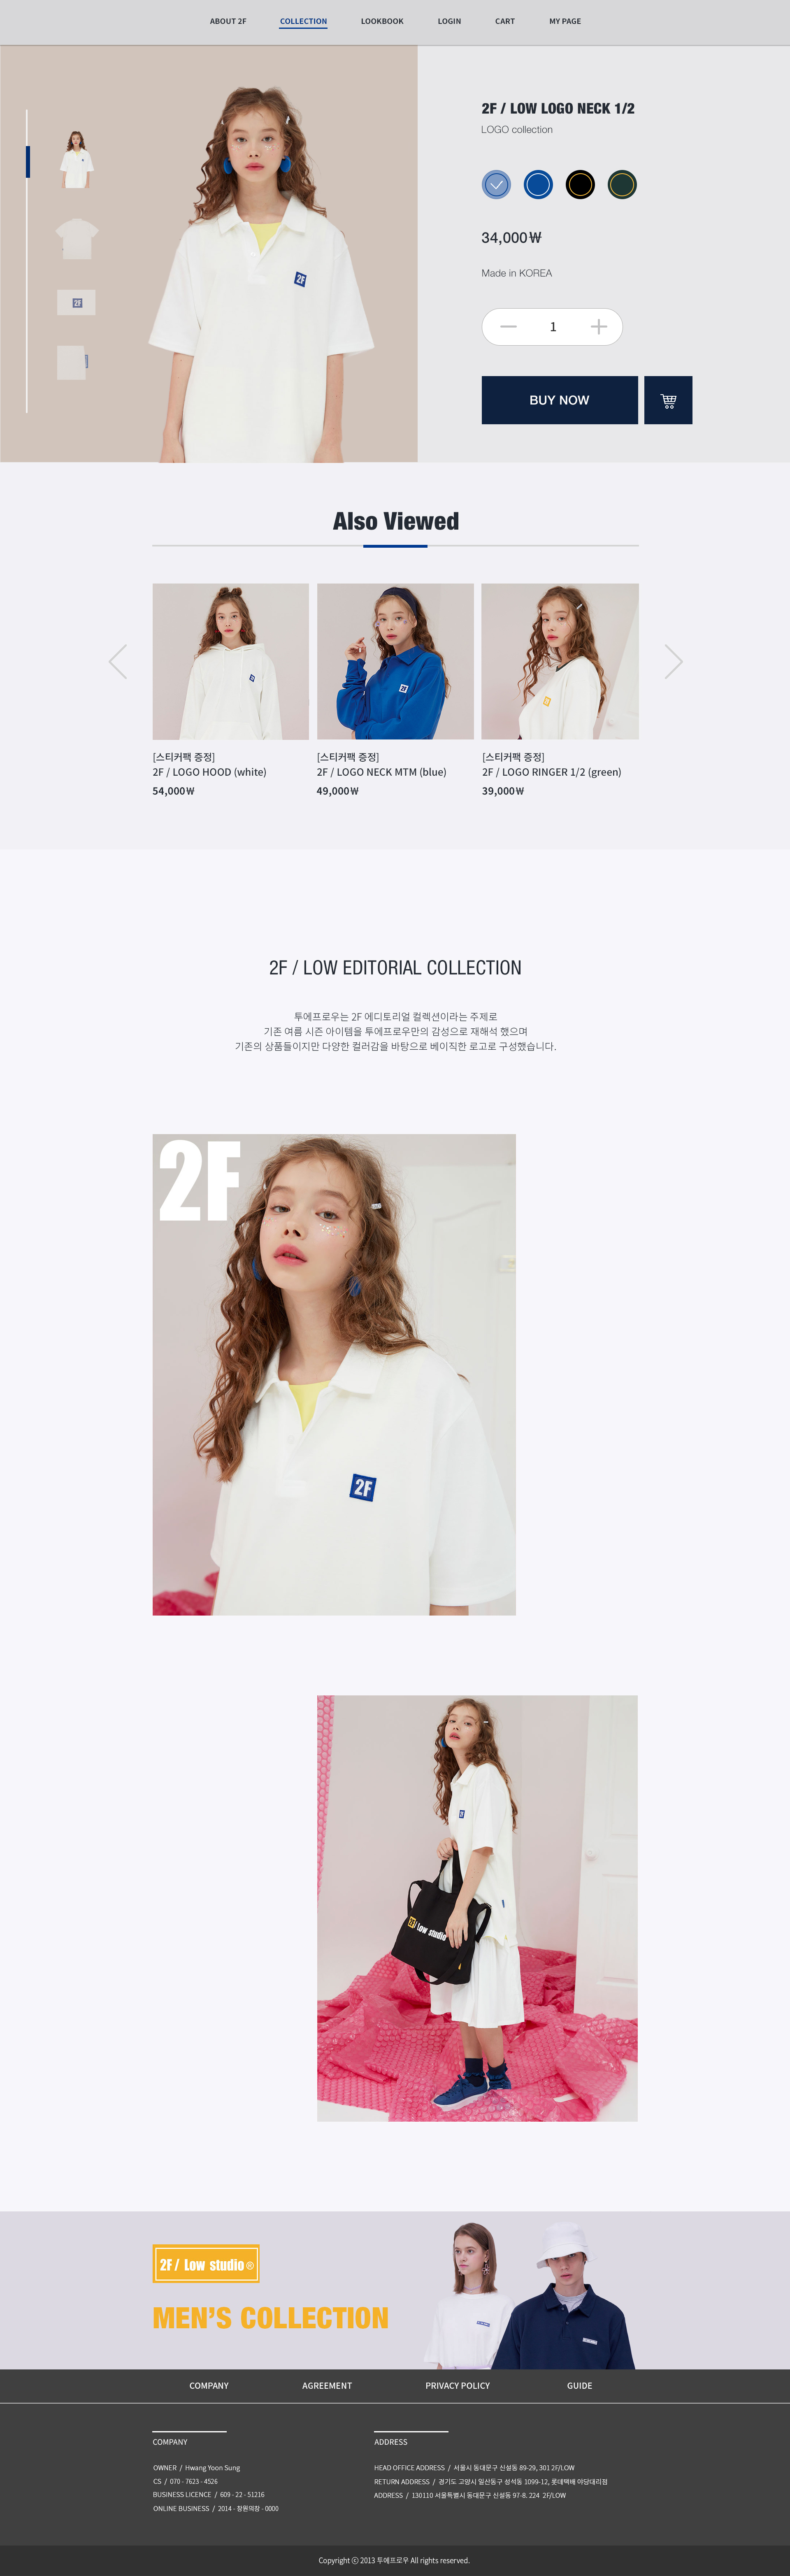 ABOUT 2F
COLLECTION
LOOKBOOK
LOGIN
CART
MY PAGE
2F
2F
2F / LOW LOGO NECK 1/2
LOGO collection
34,000₩
Made in KOREA
1
BUY NOW
Also Viewed
2F
2F
2F
[스티커팩 증정]
2F / LOGO HOOD (white)
54,000₩
[스티커팩 증정]
2F / LOGO NECK MTM (blue)
49,000₩
[스티커팩 증정]
2F / LOGO RINGER 1/2 (green)
39,000₩
2F / LOW EDITORIAL COLLECTION
투에프로우는 2F 에디토리얼 컬렉션이라는 주제로
기존 여름 시즌 아이템을 투에프로우만의 감성으로 재해석 했으며
기존의 상품들이지만 다양한 컬러감을 바탕으로 베이직한 로고로 구성했습니다.
2F
2F
2F
2F/ Low studio
2F / Low studio®
MEN'S COLLECTION
COMPANY
AGREEMENT
PRIVACY POLICY
GUIDE
COMPANY
OWNER / Hwang Yoon Sung
CS / 070 - 7623 - 4526
BUSINESS LICENCE / 609 - 22 - 51216
ONLINE BUSINESS / 2014 - 창원의창 - 0000
ADDRESS
HEAD OFFICE ADDRESS / 서울시 동대문구 신설동 89-29, 301 2F/LOW
RETURN ADDRESS / 경기도 고양시 일산동구 성석동 1099-12, 롯데택배 야당대리점
ADDRESS / 130110 서울특별시 동대문구 신설동 97-8. 224 2F/LOW
Copyright ⓒ 2013 투에프로우 All rights reserved.